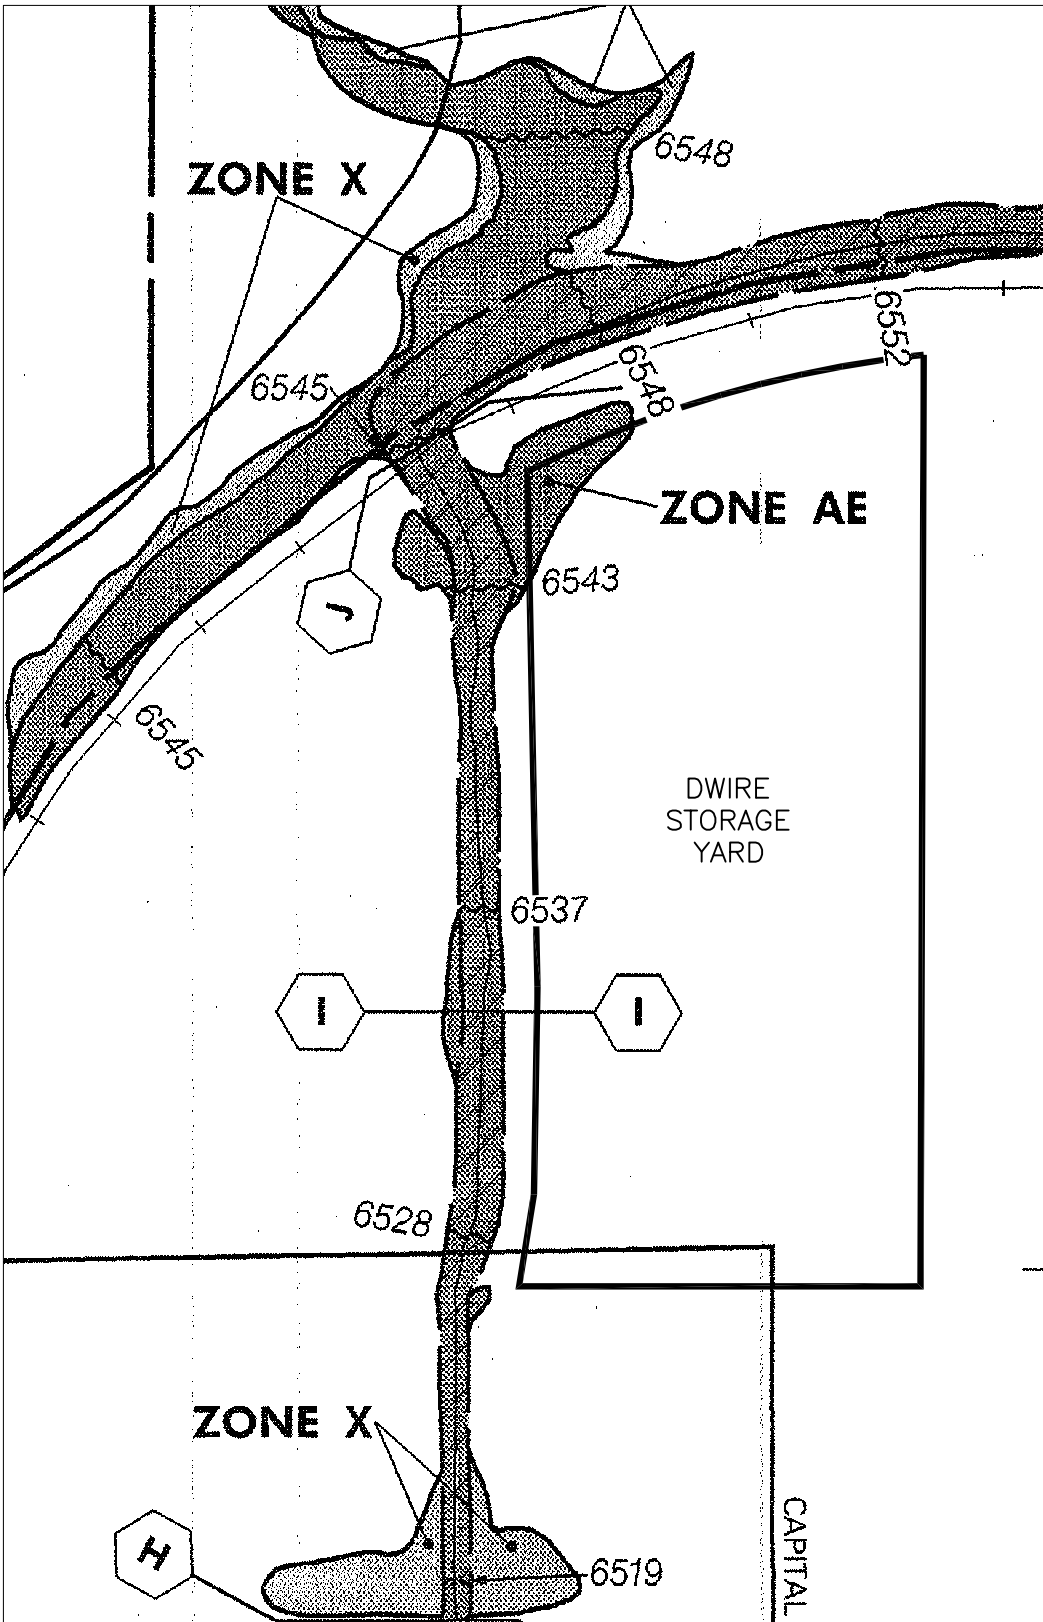 6548
ZONE X
6552
6548
6545
ZONE AE
6543
J
6545
DWIRE
STORAGE
YARD
6537
I
I
6528
ZONE X
CAPITAL
H
6519